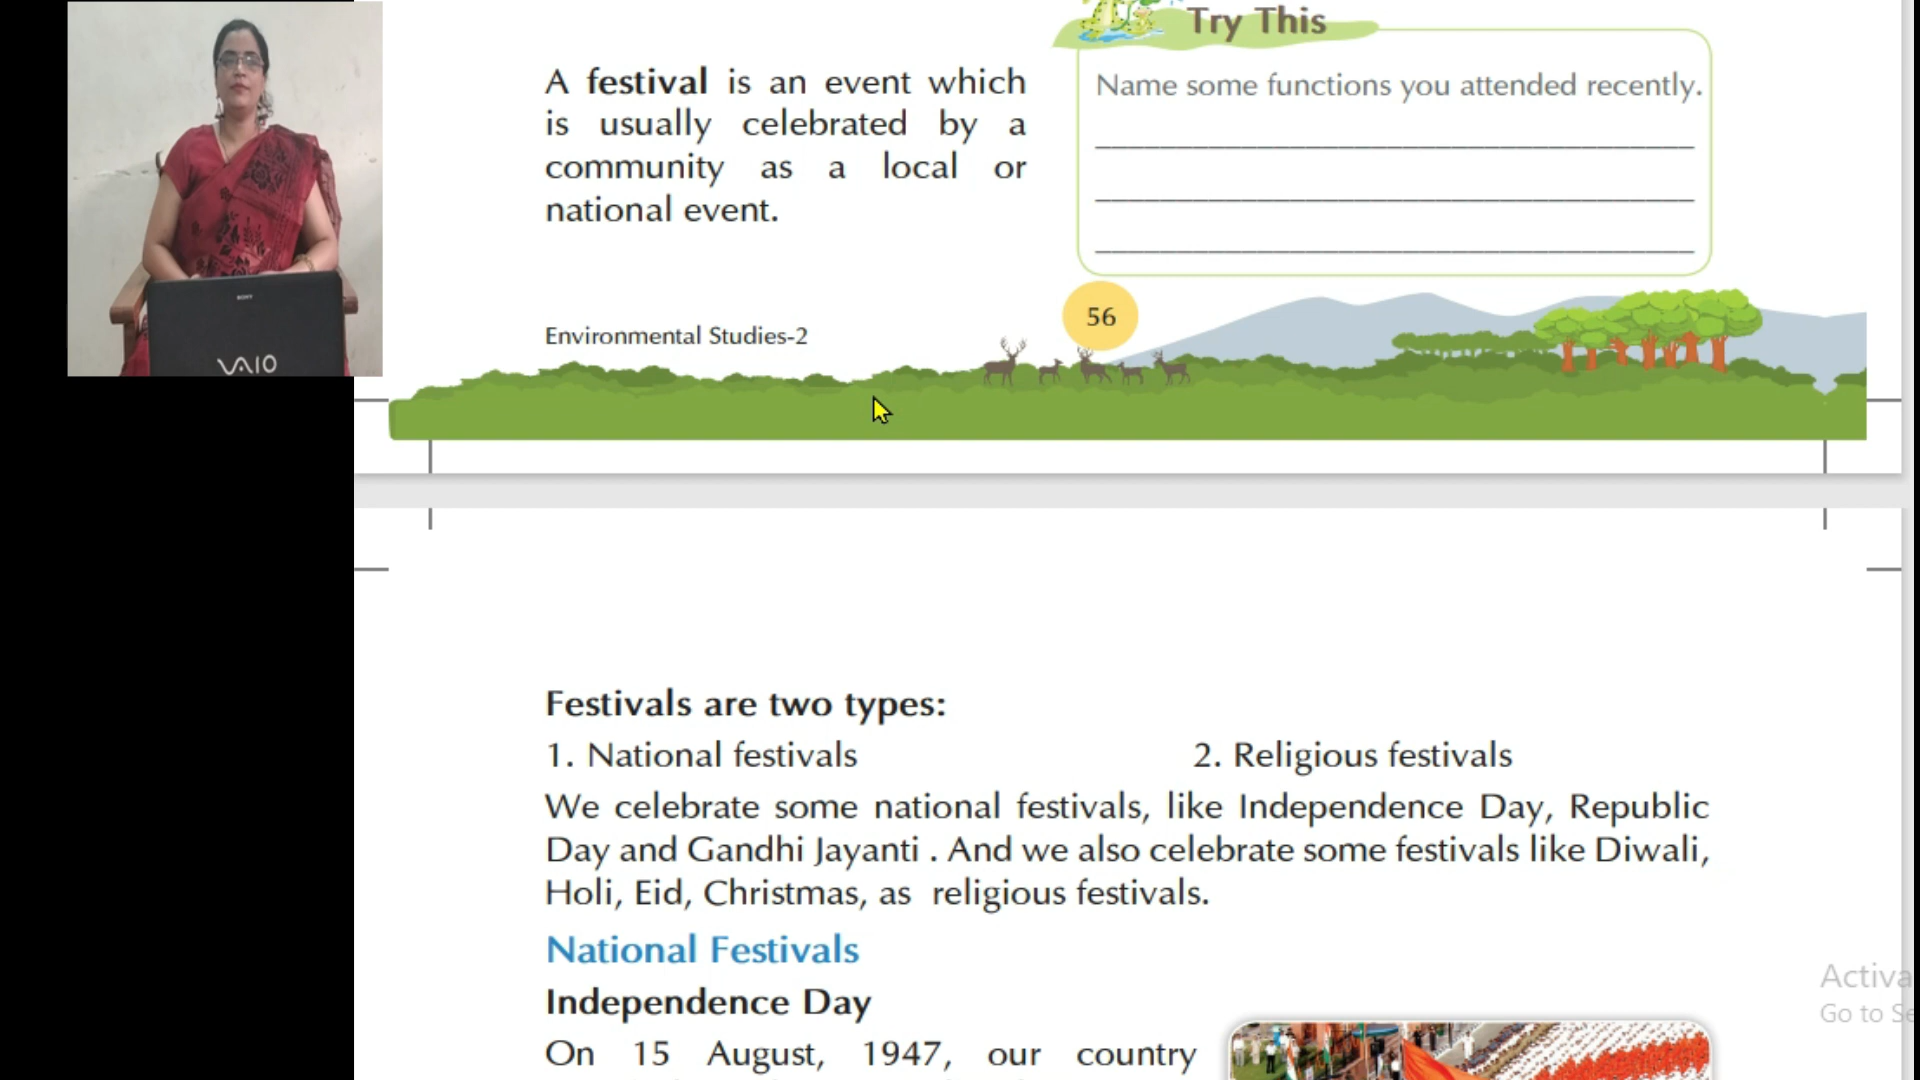 Try This
A festival is an event which
is usually celebrated by a
community as a local or
national event.
Name some functions you attended recently.
56
Environmental Studies-2
SONY
VAIO
Festivals are two types:
1. National festivals 2. Religious festivals
We celebrate some national festivals, like Independence Day, Republic
Day and Gandhi Jayanti . And we also celebrate some festivals like Diwali,
Holi, Eid, Christmas, as religious festivals.
National Festivals
Independence Day
On 15 August, 1947, our country
Activa
Go to Se